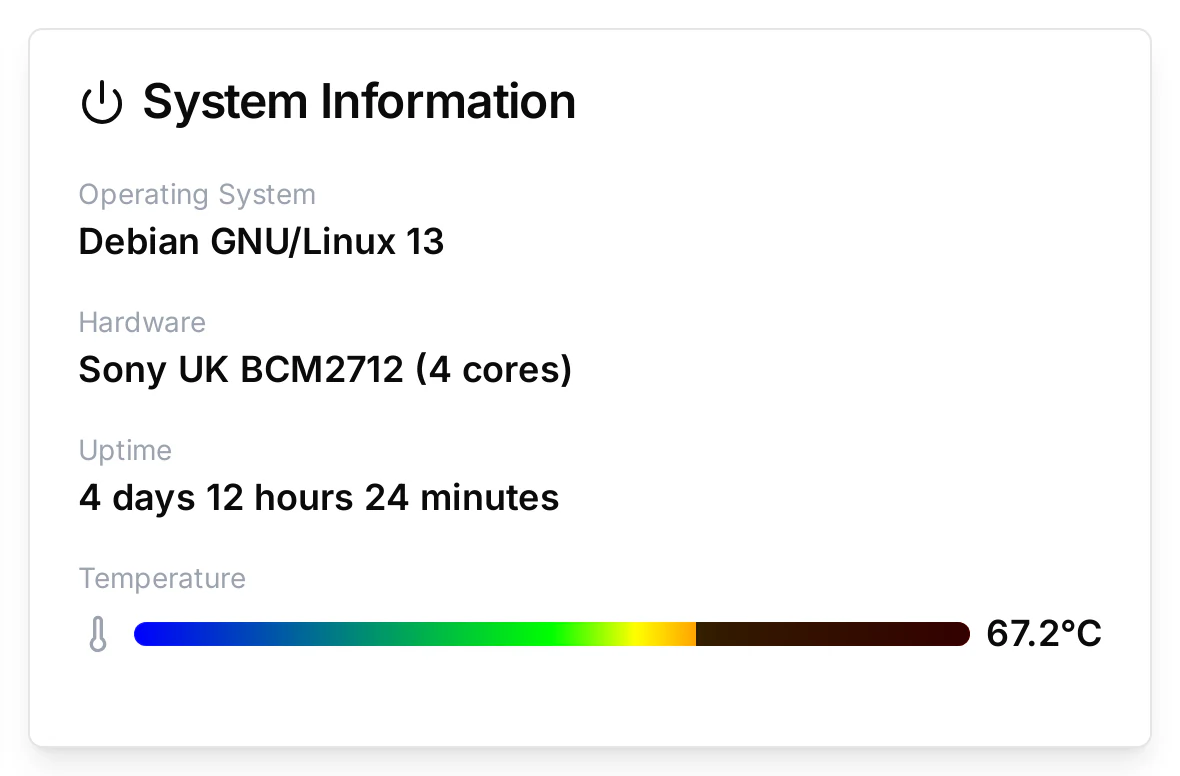 System Information
Operating System
Debian GNU/Linux 13
Hardware
Sony UK BCM2712 (4 cores)
Uptime
4 days 12 hours 24 minutes
Temperature
67.2°C